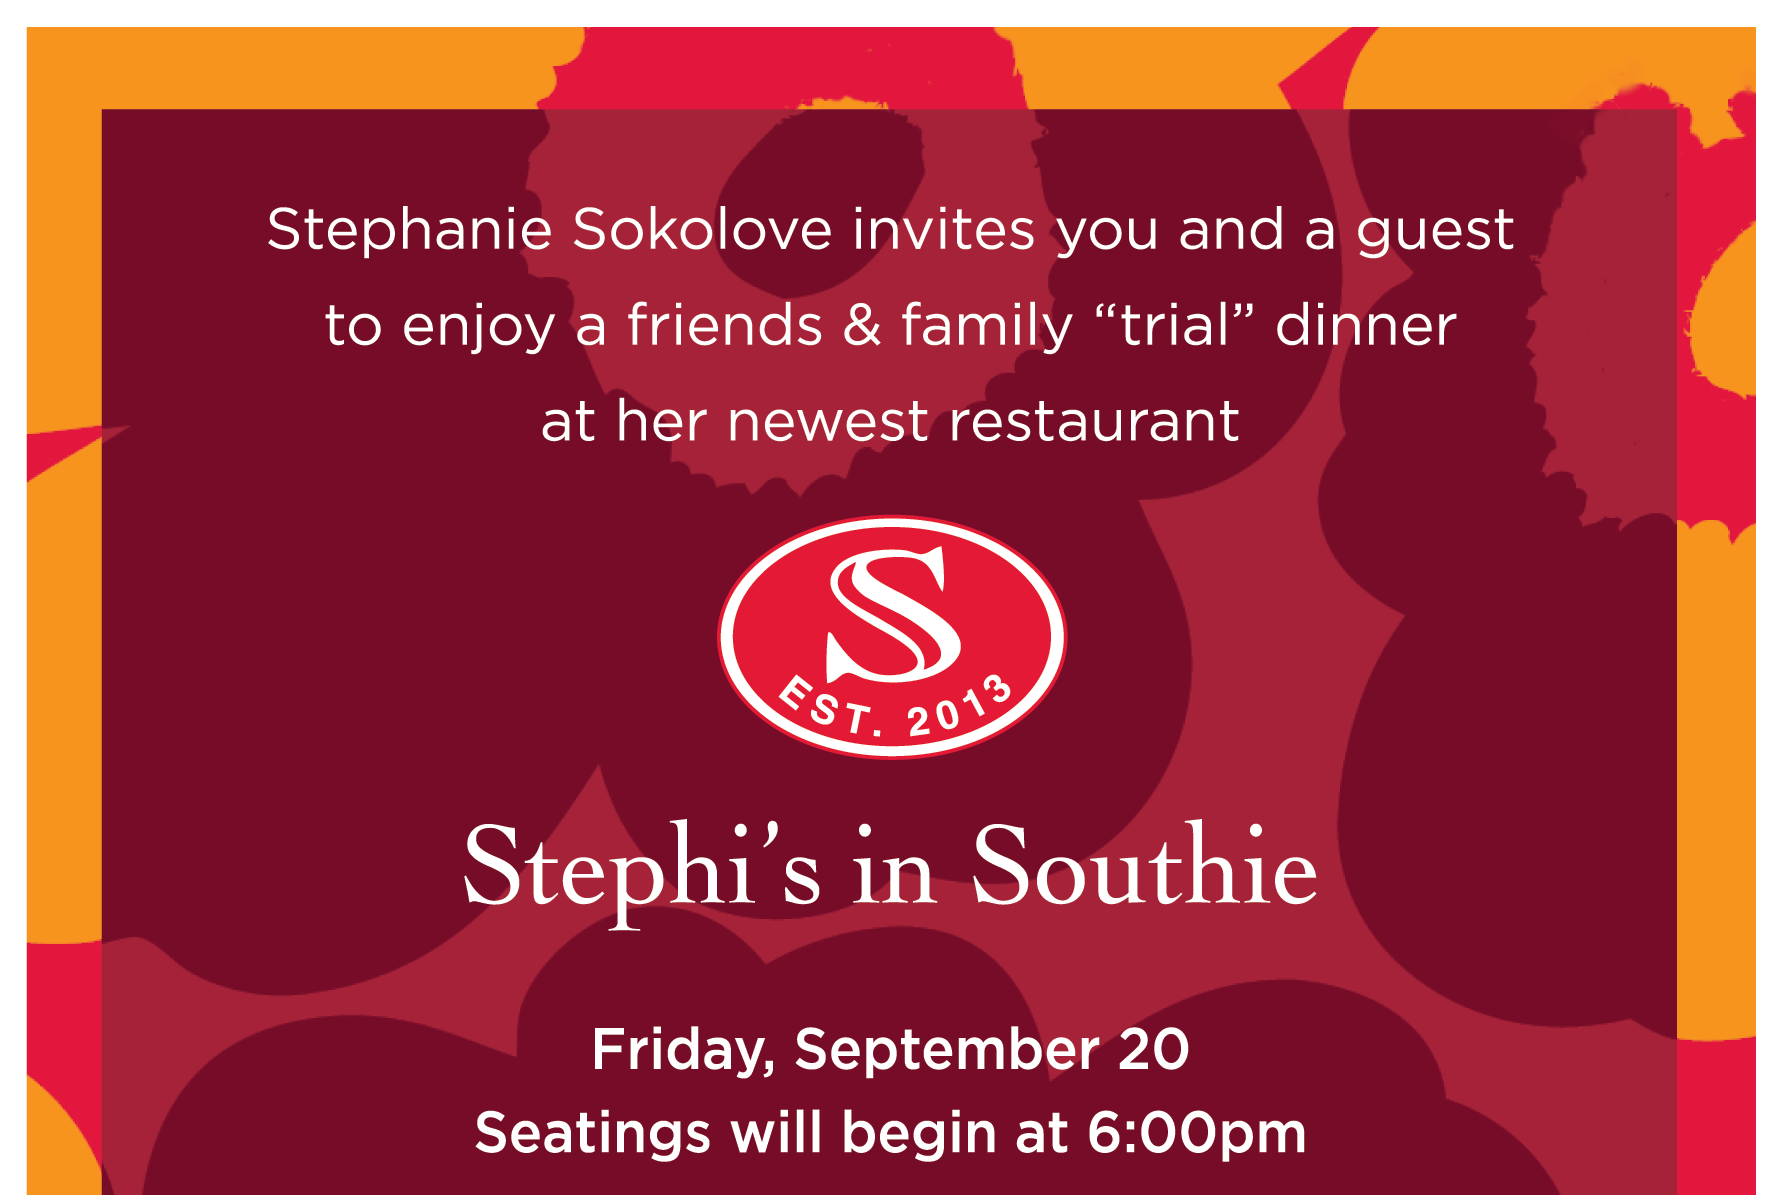 Stephanie Sokolove invites you and a guest
to enjoy a friends & family “trial” dinner
at her newest restaurant
S
EST. 2013
Stephi’s in Southie
Friday, September 20
Seatings will begin at 6:00pm